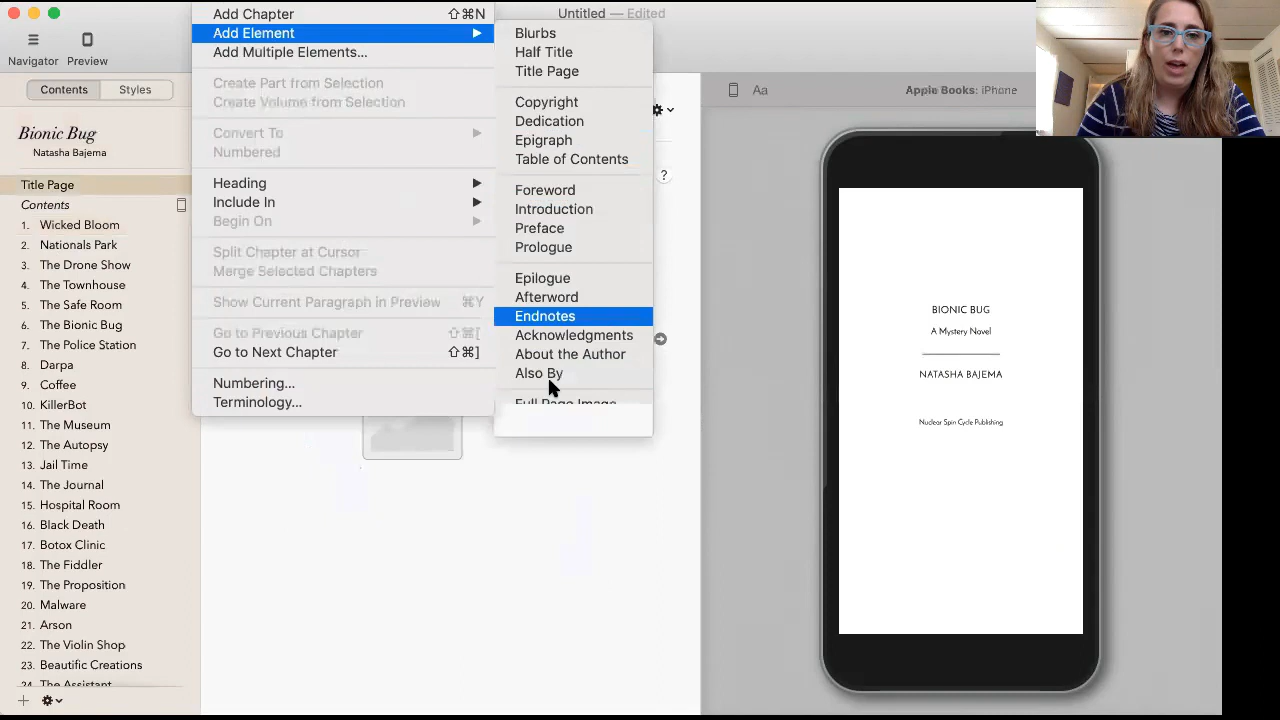 Untitled — Edited
Navigator
Preview
Contents
Styles
Bionic Bug
Natasha Bajema
Title Page
Contents
1. Wicked Bloom
2. Nationals Park
3. The Drone Show
4. The Townhouse
5. The Safe Room
6. The Bionic Bug
7. The Police Station
8. Darpa
9. Coffee
10. KillerBot
11. The Museum
12. The Autopsy
13. Jail Time
14. The Journal
15. Hospital Room
16. Black Death
17. Botox Clinic
18. The Fiddler
19. The Proposition
20. Malware
21. Arson
22. The Violin Shop
23. Beautific Creations
24. The Assistant
Add Chapter ⇧⌘N
Add Element
Add Multiple Elements...
Create Part from Selection
Create Volume from Selection
Convert To
Numbered
Heading
Include In
Begin On
Split Chapter at Cursor
Merge Selected Chapters
Show Current Paragraph in Preview ⌘Y
Go to Previous Chapter ⇧⌘[
Go to Next Chapter ⇧⌘]
Numbering...
Terminology...
Blurbs
Half Title
Title Page
Copyright
Dedication
Epigraph
Table of Contents
Foreword
Introduction
Preface
Prologue
Epilogue
Afterword
Endnotes
Acknowledgments
About the Author
Also By
Full Page Image
?
Aa
Apple Books: iPhone
BIONIC BUG
A Mystery Novel
NATASHA BAJEMA
Nuclear Spin Cycle Publishing